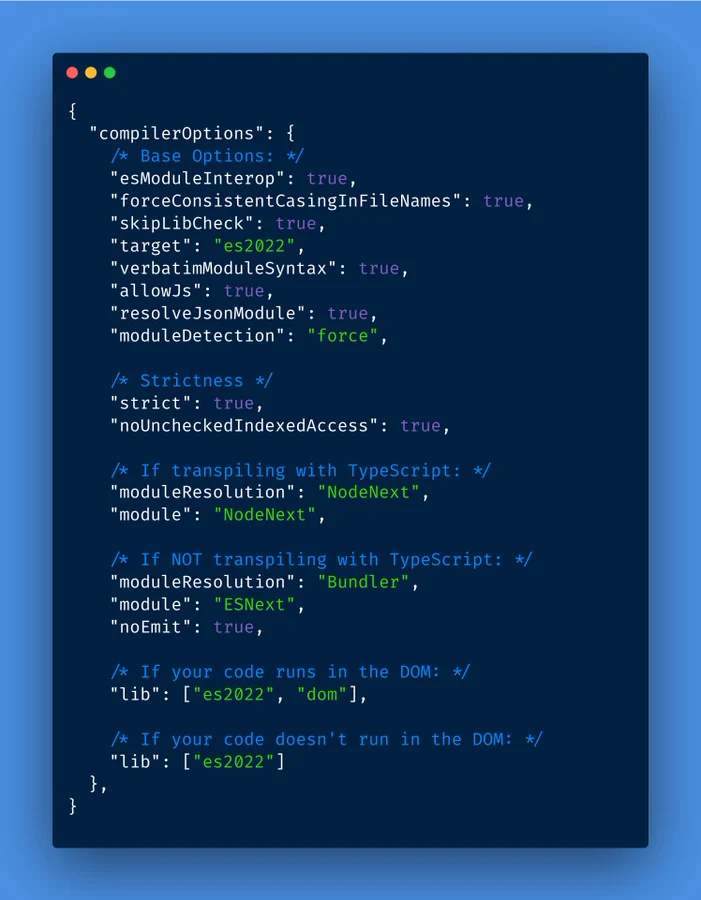 {
  "compilerOptions": {
    /* Base Options: */
    "esModuleInterop": true,
    "forceConsistentCasingInFileNames": true,
    "skipLibCheck": true,
    "target": "es2022",
    "verbatimModuleSyntax": true,
    "allowJs": true,
    "resolveJsonModule": true,
    "moduleDetection": "force",

    /* Strictness */
    "strict": true,
    "noUncheckedIndexedAccess": true,

    /* If transpiling with TypeScript: */
    "moduleResolution": "NodeNext",
    "module": "NodeNext",

    /* If NOT transpiling with TypeScript: */
    "moduleResolution": "Bundler",
    "module": "ESNext",
    "noEmit": true,

    /* If your code runs in the DOM: */
    "lib": ["es2022", "dom"],

    /* If your code doesn't run in the DOM: */
    "lib": ["es2022"]
  },
}